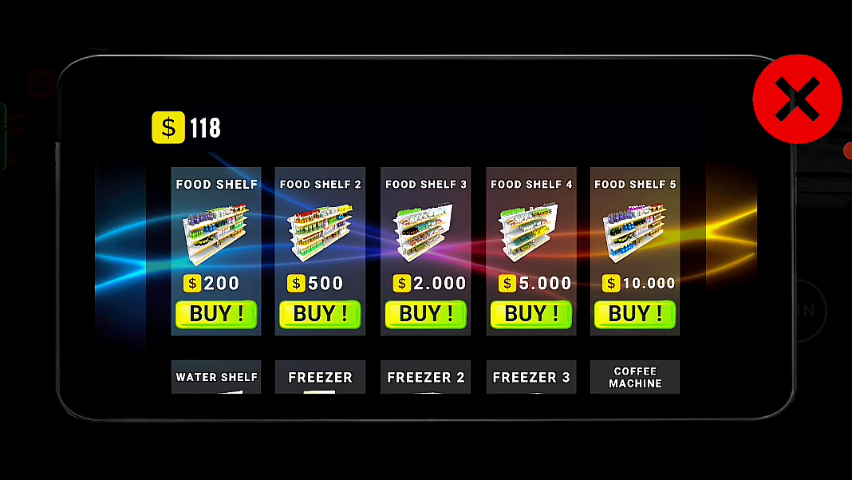 $ 118
FOOD SHELF
FOOD SHELF 2
FOOD SHELF 3
FOOD SHELF 4
FOOD SHELF 5
$ 200
$ 500
$ 2.000
$ 5.000
$ 10.000
BUY !
BUY !
BUY !
BUY !
BUY !
WATER SHELF
FREEZER
FREEZER 2
FREEZER 3
COFFEE
MACHINE